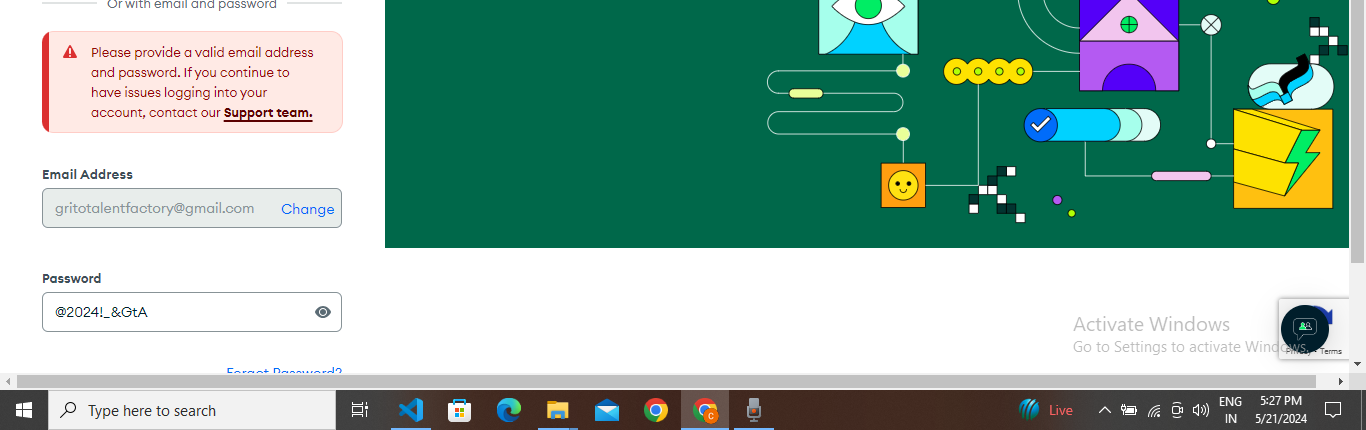 Or with email and password
Please provide a valid email address
and password. If you continue to
have issues logging into your
account, contact our Support team.
Email Address
gritotalentfactory@gmail.com Change
Password
@2024!_&GtA
Forgot Password?
Activate Windows
Go to Settings to activate Windows.
Privacy - Terms
Type here to search
Live
ENG
IN
5:27 PM
5/21/2024